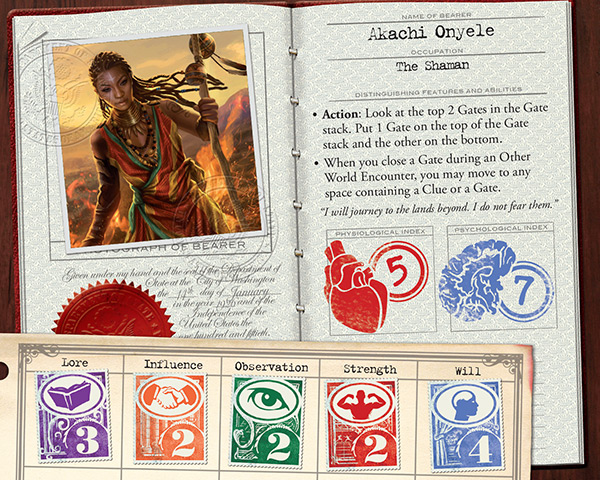 NAME OF BEARER
Akachi Onyele
OCCUPATION
The Shaman
DISTINGUISHING FEATURES AND ABILITIES
• Action: Look at the top 2 Gates in the Gate
stack. Put 1 Gate on the top of the Gate
stack and the other on the bottom.
• When you close a Gate during an Other
World Encounter, you may move to any
space containing a Clue or a Gate.
“I will journey to the lands beyond. I do not fear them.”
PHYSIOLOGICAL INDEX
5
PSYCHOLOGICAL INDEX
7
PHOTOGRAPH OF BEARER
Given under my hand and the seal of the Department of
State at the City of Washington
the day of January
in the year and of the
Independence of the
United States the
one hundred and fiftieth.
Lore Influence Observation Strength Will
3 2 2 2 4